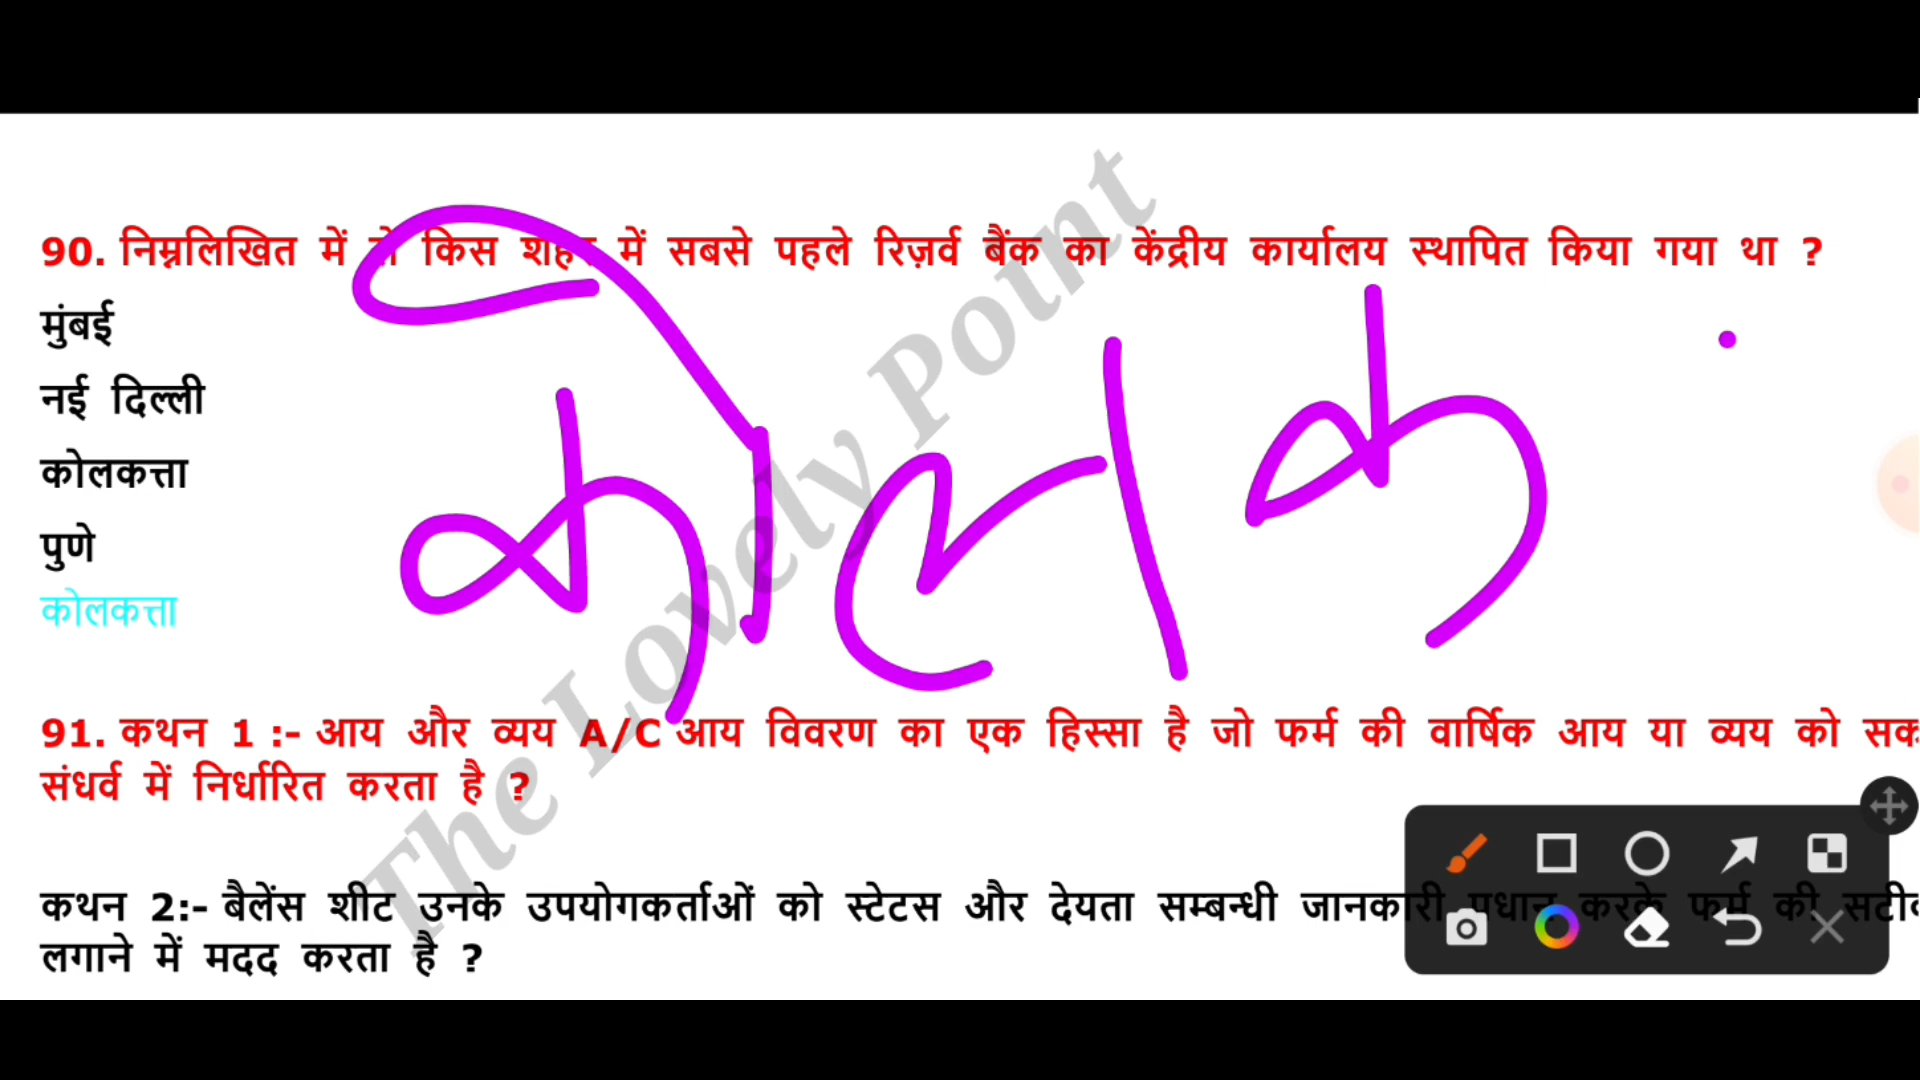 90. निम्नलिखित में से किस शहर में सबसे पहले रिज़र्व बैंक का केंद्रीय कार्यालय स्थापित किया गया था ?
मुंबई
नई दिल्ली
कोलकत्ता
पुणे
कोलकत्ता
कोलक
91. कथन 1 :- आय और व्यय A/C आय विवरण का एक हिस्सा है जो फर्म की वार्षिक आय या व्यय को सक
संधर्व में निर्धारित करता है ?
कथन 2:- बैलेंस शीट उनके उपयोगकर्ताओं को स्टेटस और देयता सम्बन्धी जानकारी प्रधान करके फर्म की
लगाने में मदद करता है ?
The Lovely Point